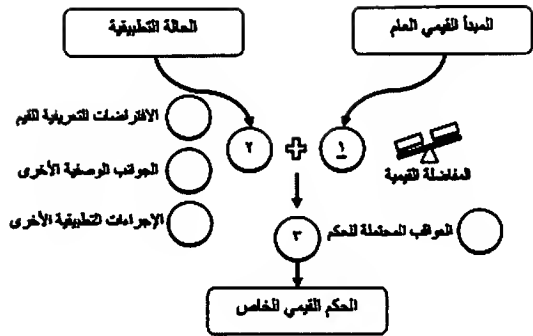 المبدأ القيمي العام
الحالة التطبيقية
الافتراضات التعريفية للقيم
١
٢
المفاضلة القيمية
الجوانب الوصفية الأخرى
الإجراءات التطبيقية الأخرى
العواقب المحتملة للحكم
٣
الحكم القيمي الخاص